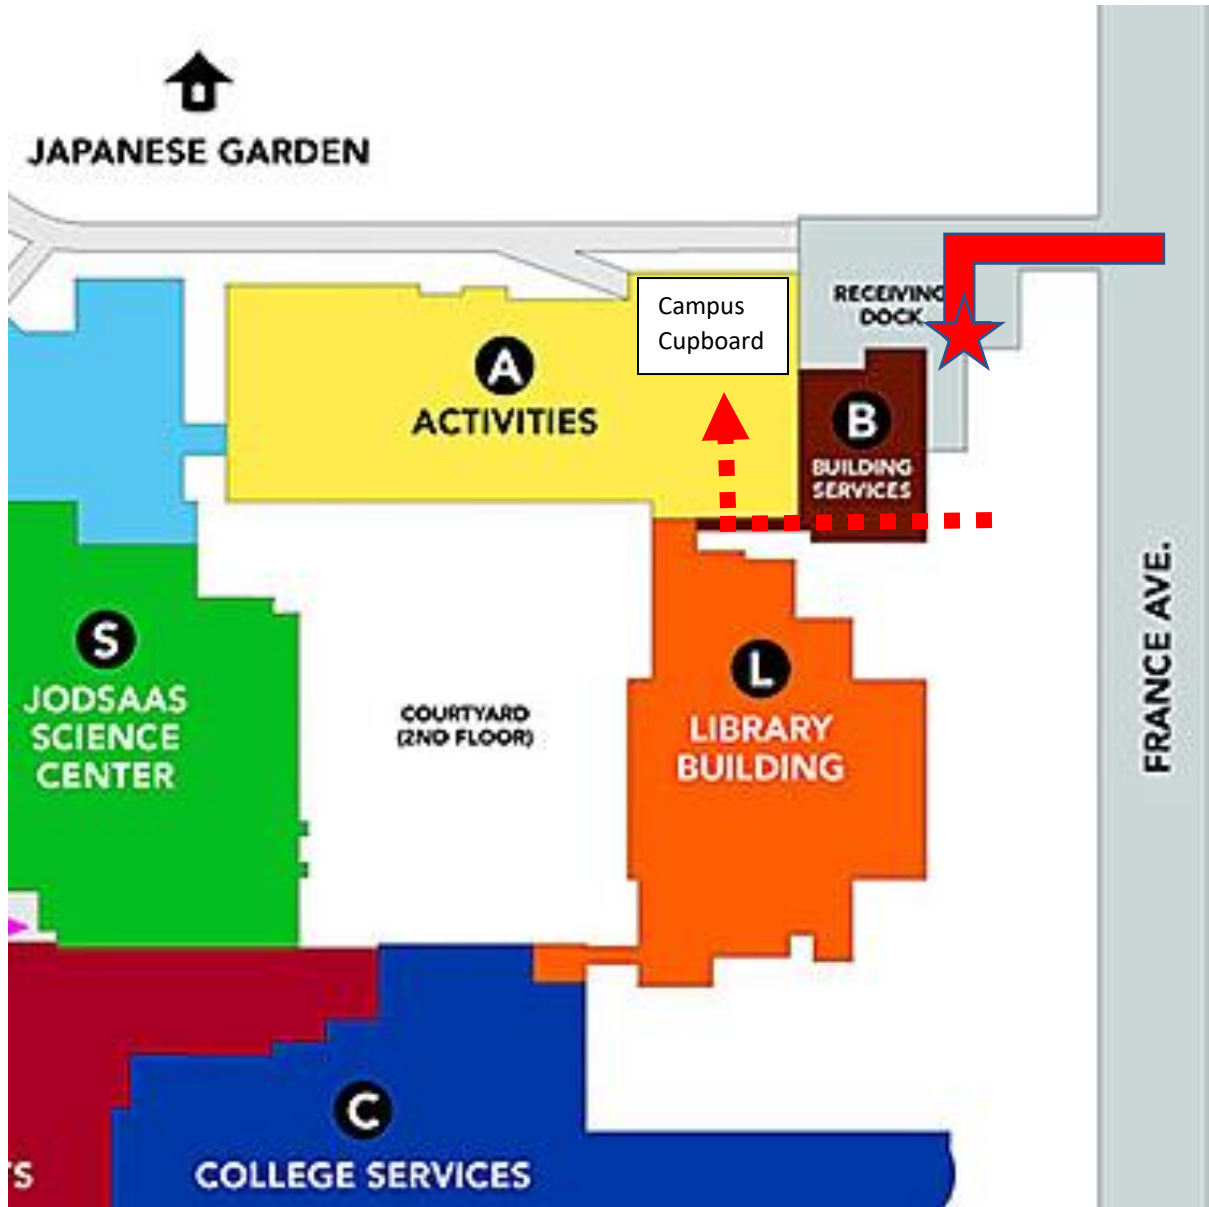 JAPANESE GARDEN
RECEIVING
DOCK
Campus
Cupboard
A
ACTIVITIES
B
BUILDING
SERVICES
FRANCE AVE.
S
JODSAAS
SCIENCE
CENTER
COURTYARD
(2ND FLOOR)
L
LIBRARY
BUILDING
C
COLLEGE SERVICES
TS